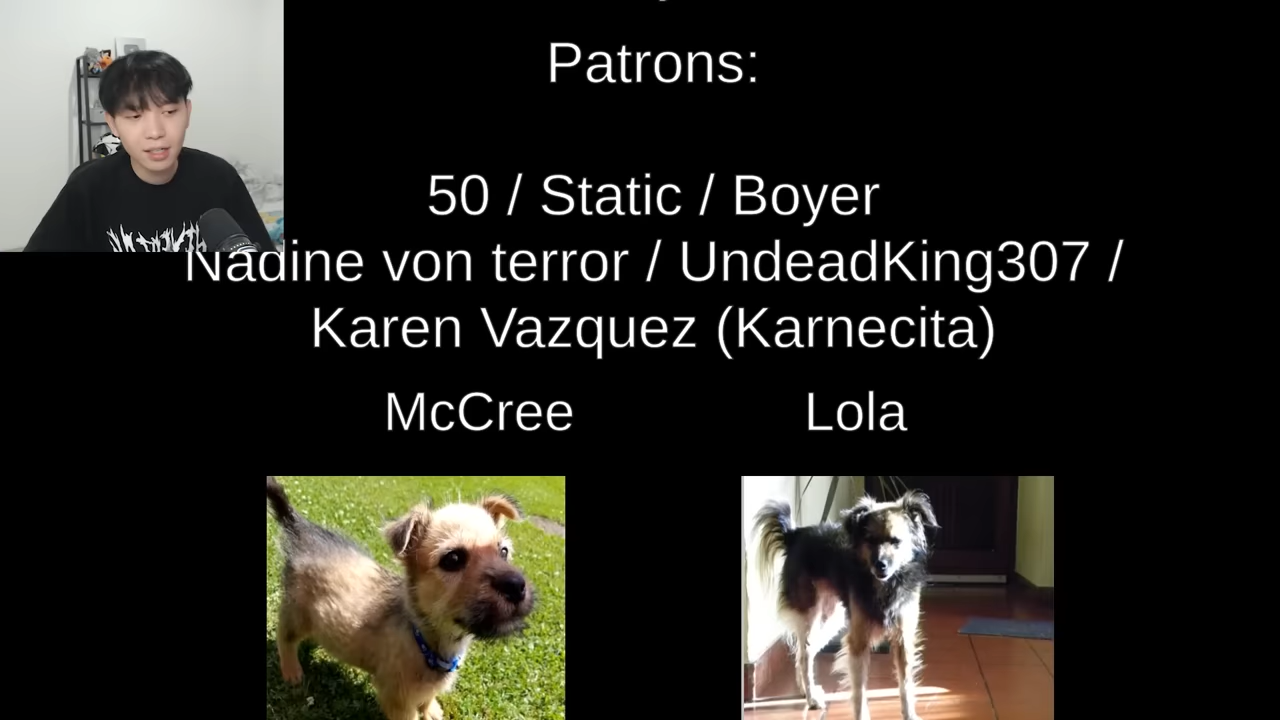 Patrons:
50 / Static / Boyer
Nadine von terror / UndeadKing307 /
Karen Vazquez (Karnecita)
McCree
Lola